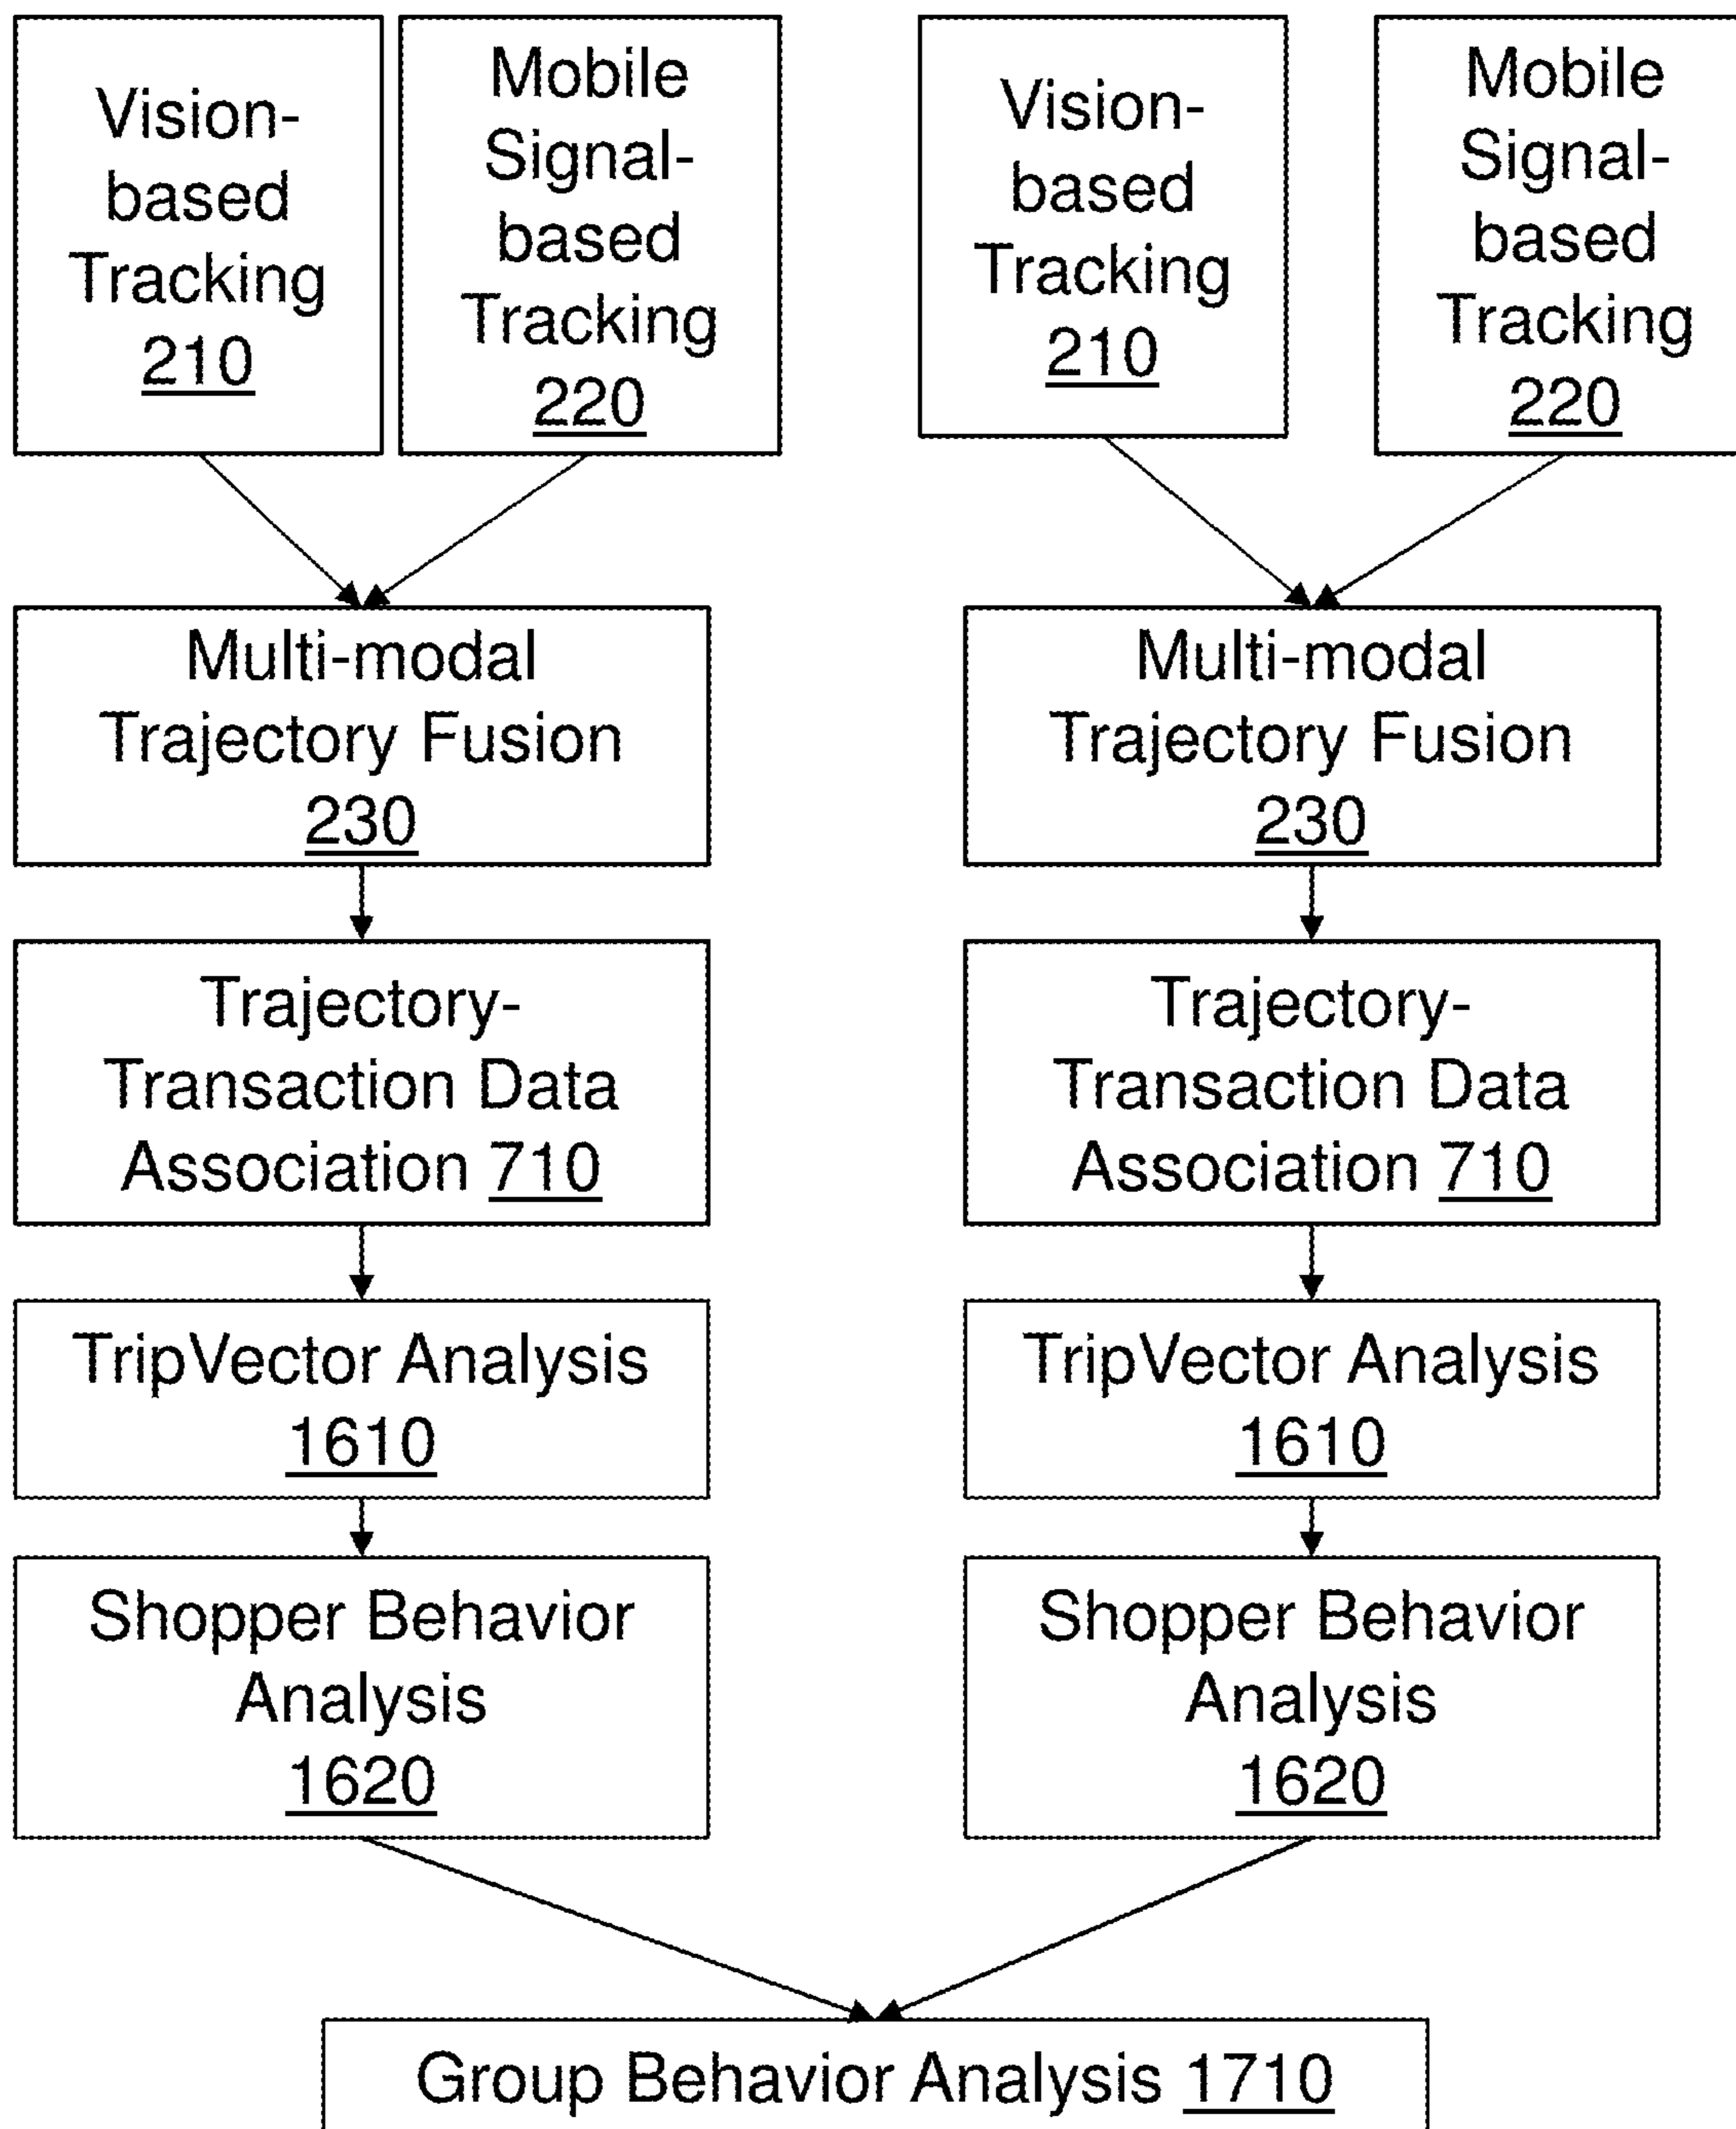 Vision-
based
Tracking
210
Mobile
Signal-
based
Tracking
220
Vision-
based
Tracking
210
Mobile
Signal-
based
Tracking
220
Multi-modal
Trajectory Fusion
230
Multi-modal
Trajectory Fusion
230
Trajectory-
Transaction Data
Association 710
Trajectory-
Transaction Data
Association 710
TripVector Analysis
1610
TripVector Analysis
1610
Shopper Behavior
Analysis
1620
Shopper Behavior
Analysis
1620
Group Behavior Analysis 1710